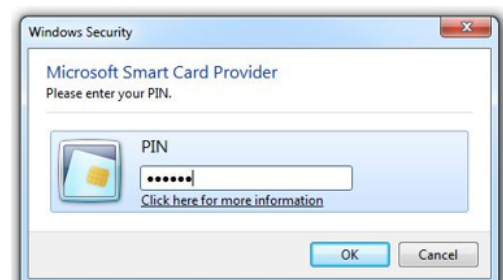 Windows Security
x
Microsoft Smart Card Provider
Please enter your PIN.
PIN
••••••
Click here for more information
OK
Cancel